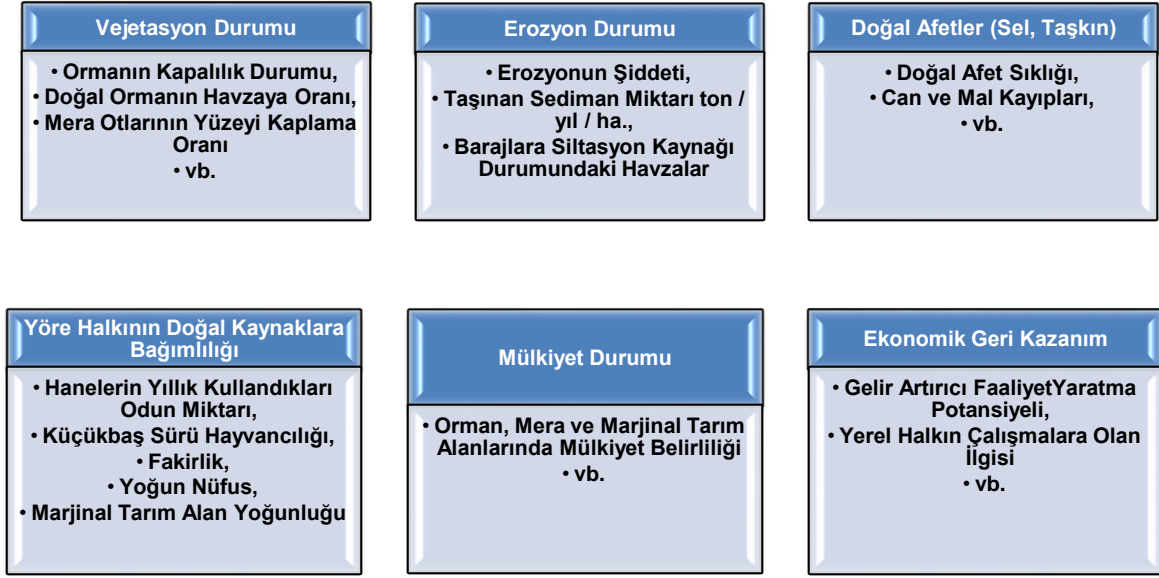 Vejetasyon Durumu
• Ormanın Kapalılık Durumu,
• Doğal Ormanın Havzaya Oranı,
• Mera Otlarının Yüzeyi Kaplama
Oranı
• vb.
Erozyon Durumu
• Erozyonun Şiddeti,
• Taşınan Sediman Miktarı ton /
yıl / ha.,
• Barajlara Siltasyon Kaynağı
Durumundaki Havzalar
Doğal Afetler (Sel, Taşkın)
• Doğal Afet Sıklığı,
• Can ve Mal Kayıpları,
• vb.
Yöre Halkının Doğal Kaynaklara
Bağımlılığı
• Hanelerin Yıllık Kullandıkları
Odun Miktarı,
• Küçükbaş Sürü Hayvancılığı,
• Fakirlik,
• Yoğun Nüfus,
• Marjinal Tarım Alan Yoğunluğu
Mülkiyet Durumu
• Orman, Mera ve Marjinal Tarım
Alanlarında Mülkiyet Belirliliği
• vb.
Ekonomik Geri Kazanım
• Gelir Artırıcı FaaliyetYaratma
Potansiyeli,
• Yerel Halkın Çalışmalara Olan
İlgisi
• vb.